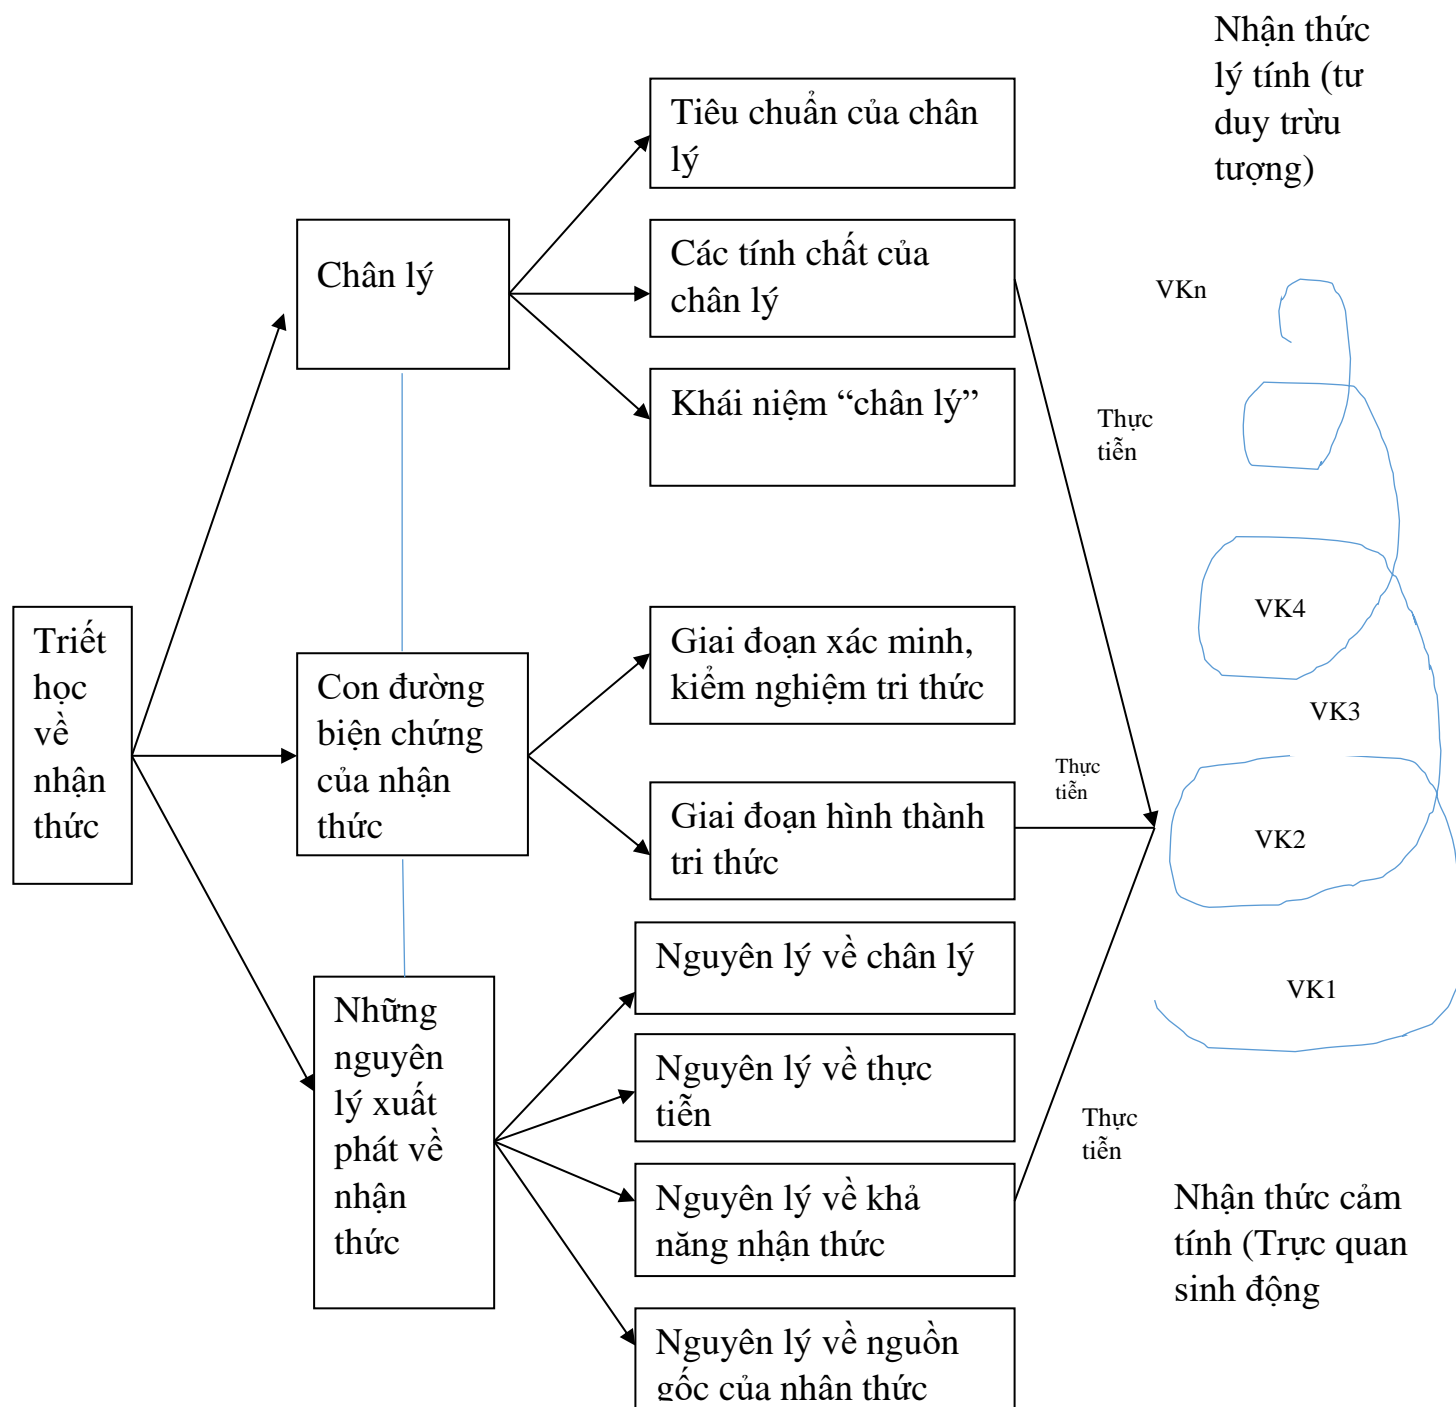 Nhận thức
lý tính (tư
duy trừu
tượng)
Tiêu chuẩn của chân
lý
Chân lý
Các tính chất của
chân lý
VKn
Khái niệm “chân lý”
Thực
tiễn
Triết
học
về
nhận
thức
Con đường
biện chứng
của nhận
thức
Giai đoạn xác minh,
kiểm nghiệm tri thức
VK4
VK3
Giai đoạn hình thành
tri thức
Thực
tiễn
VK2
Những
nguyên
lý xuất
phát về
nhận
thức
Nguyên lý về chân lý
VK1
Nguyên lý về thực
tiễn
Thực
tiễn
Nguyên lý về khả
năng nhận thức
Nhận thức cảm
tính (Trực quan
sinh động
Nguyên lý về nguồn
gốc của nhân thức